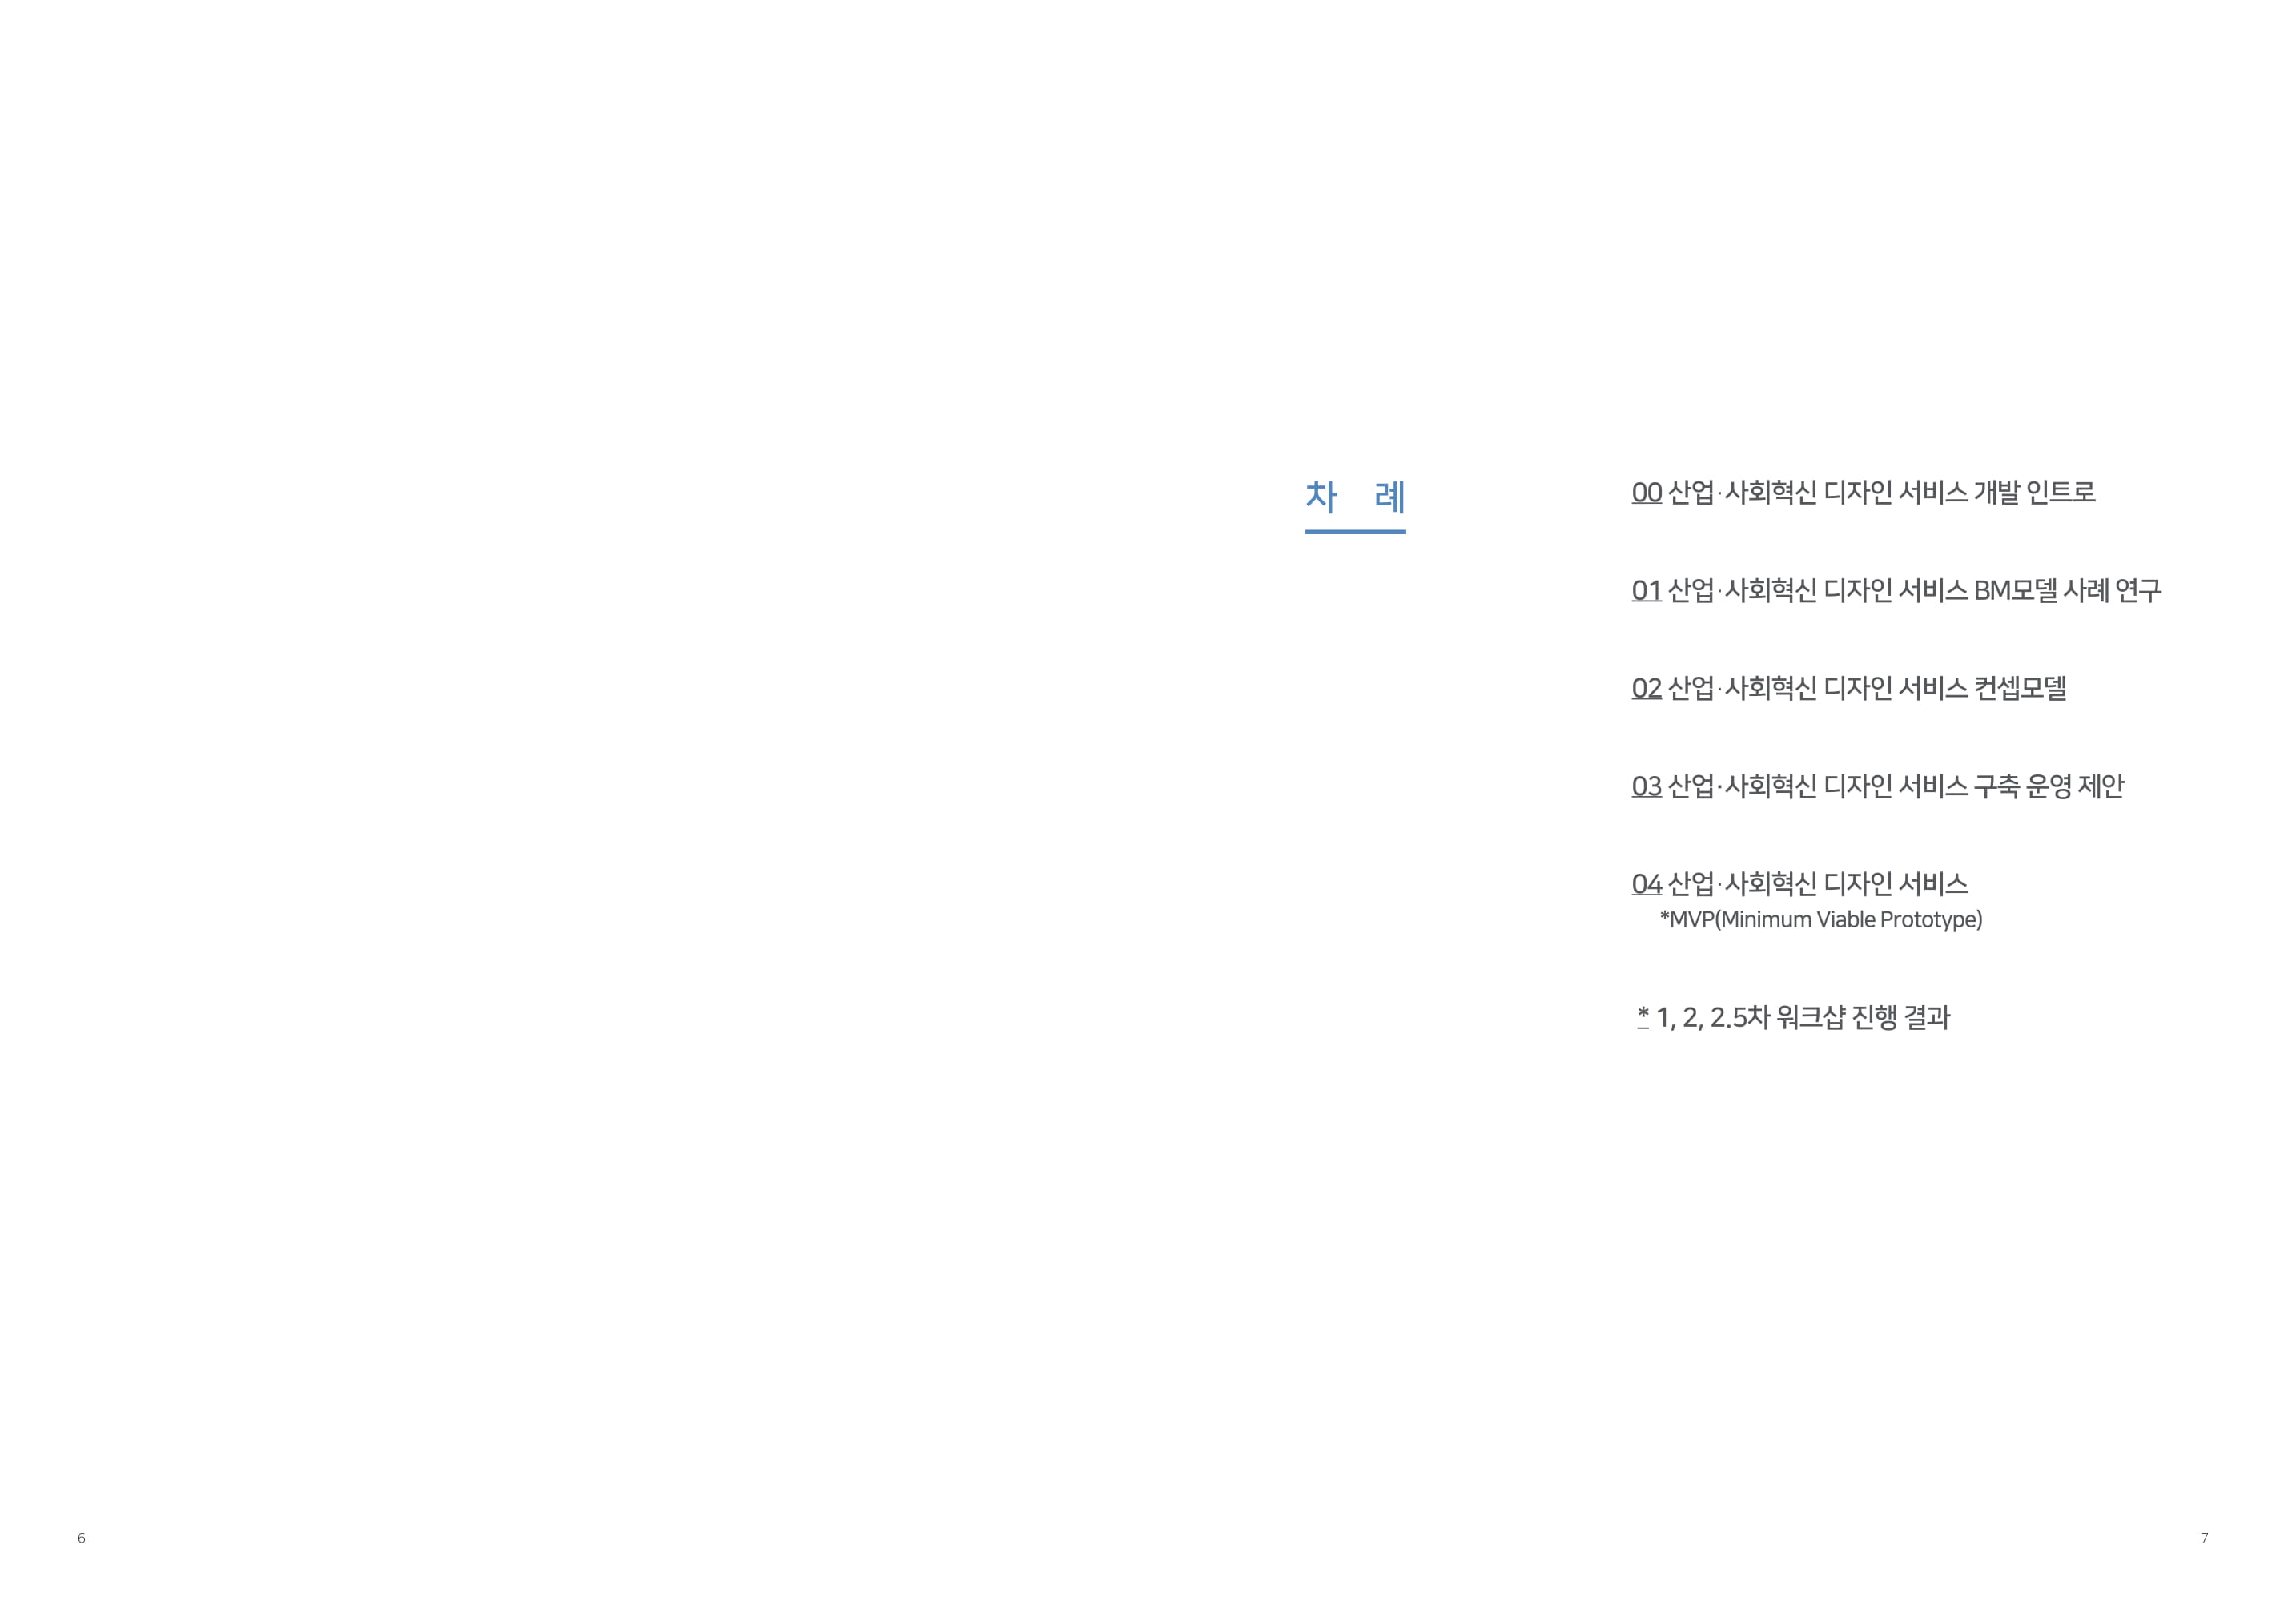 차 례
00 산업·사회혁신 디자인 서비스 개발 인트로
01 산업·사회혁신 디자인 서비스 BM모델 사례 연구
02 산업·사회혁신 디자인 서비스 컨셉모델
03 산업·사회혁신 디자인 서비스 구축 운영 제안
04 산업·사회혁신 디자인 서비스
*MVP(Minimum Viable Prototype)
* 1, 2, 2.5차 워크샵 진행 결과
6
7